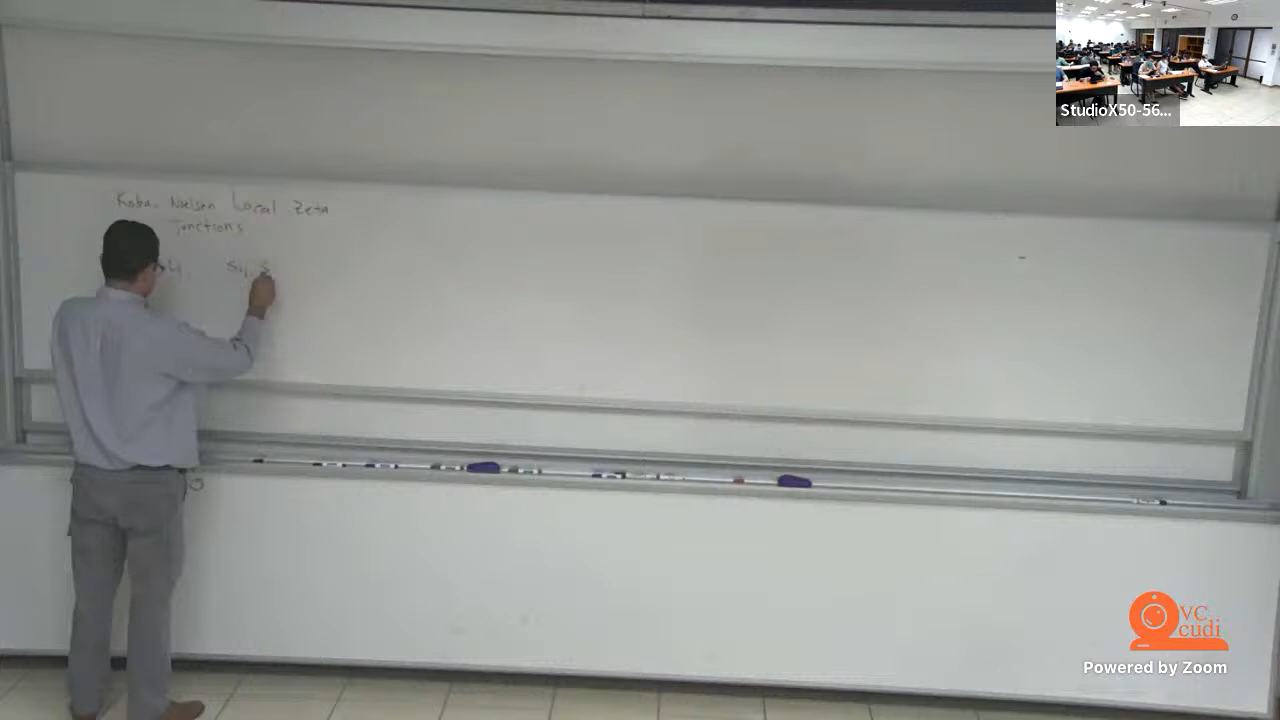 Koba-Nielsen Local Zeta
functions
StudioX50-56...
VC
cudi
Powered by Zoom